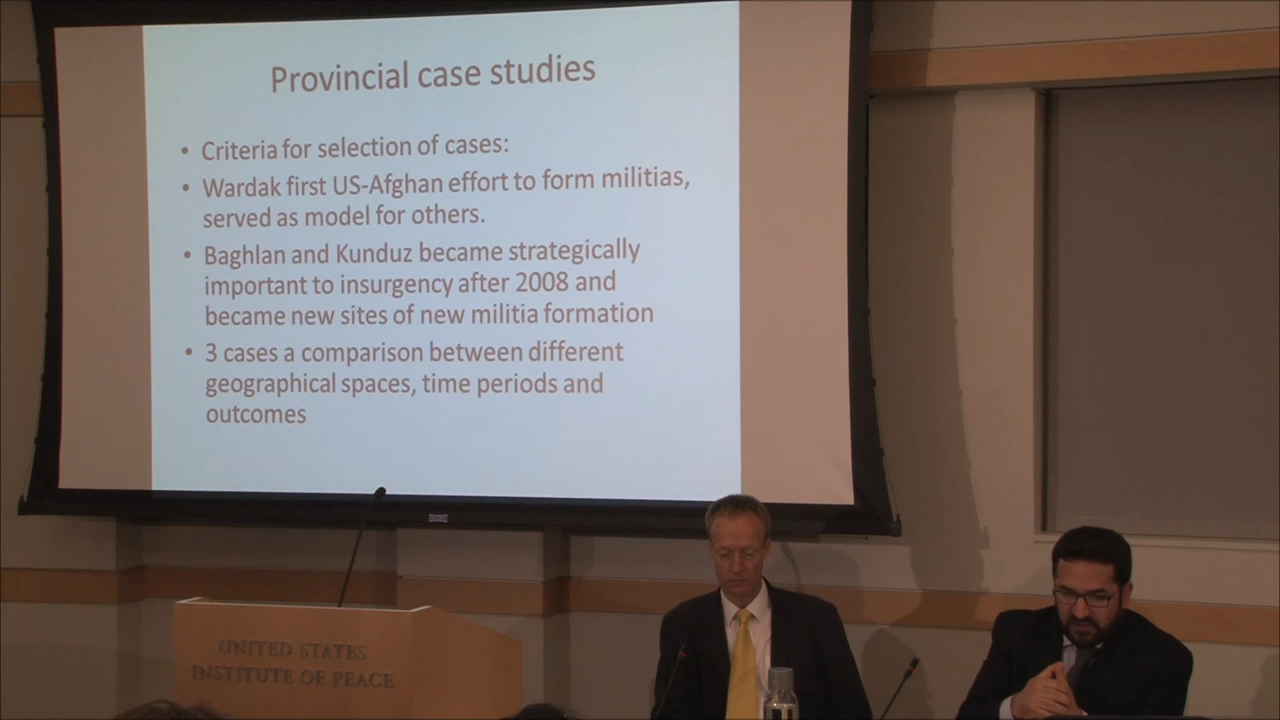 Provincial case studies
• Criteria for selection of cases:
• Wardak first US-Afghan effort to form militias,
served as model for others.
• Baghlan and Kunduz became strategically
important to insurgency after 2008 and
became new sites of new militia formation
• 3 cases a comparison between different
geographical spaces, time periods and
outcomes
UNITED STATES
INSTITUTE OF PEACE